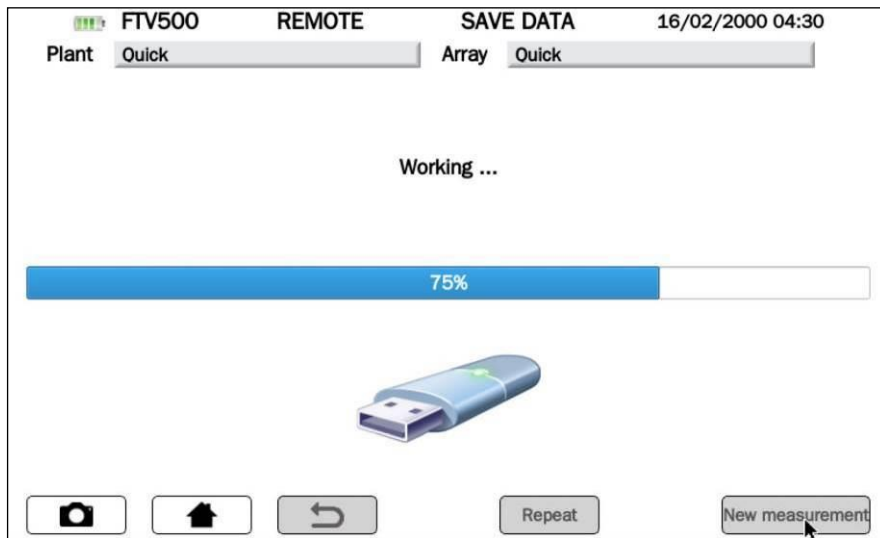 FTV500 REMOTE SAVE DATA 16/02/2000 04:30
Plant Quick Array Quick
Working ...
75%
Repeat New measurement